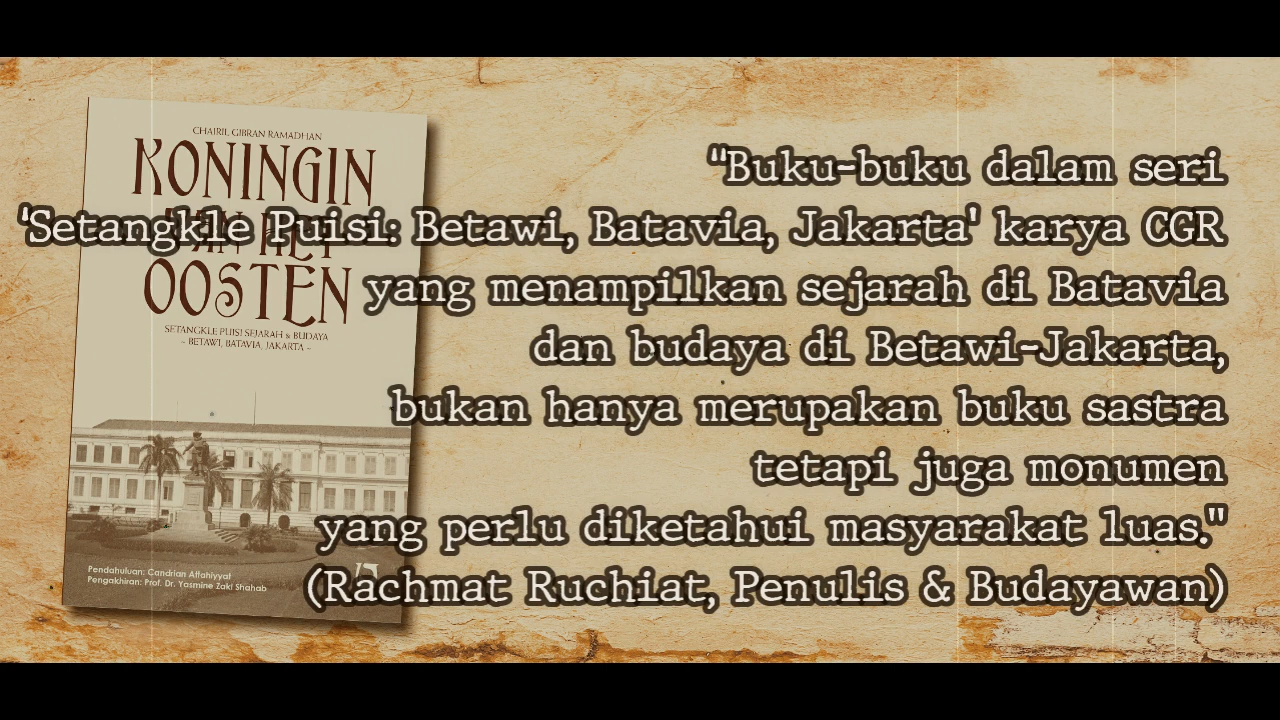 CHAIRIL GIBRAN RAMADHAN
KONINGIN
OOSTEN
SETANGKLE PUISI SEJARAH & BUDAYA
~ BETAWI, BATAVIA, JAKARTA ~
Pendahuluan: Candrian Attahiyyat
Pengakhiran: Prof. Dr. Yasmine Zaki Shahab
"Buku-buku dalam seri
'Setangkle Puisi: Betawi, Batavia, Jakarta' karya CGR
yang menampilkan sejarah di Batavia
dan budaya di Betawi-Jakarta,
bukan hanya merupakan buku sastra
tetapi juga monumen
yang perlu diketahui masyarakat luas."
(Rachmat Ruchiat, Penulis & Budayawan)